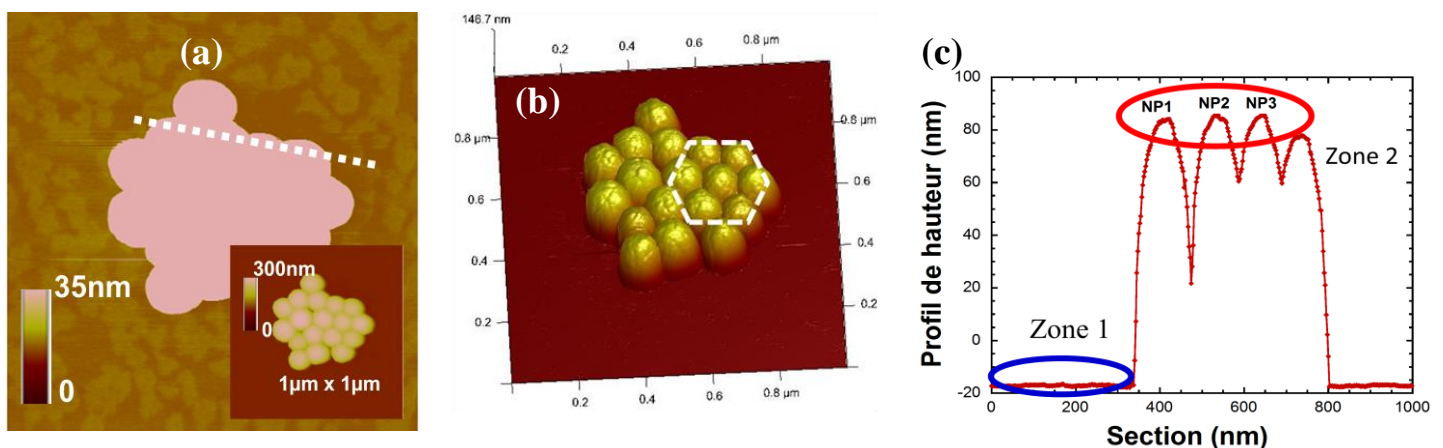 (a)
35nm
0
300nm
0
1µm x 1µm
146.7 nm
0.2
0.4
0.6
0.8 µm
(b)
0.8 µm
0.8 µm
0.6
0.6
0.4
0.4
0.2
0.2
0.2
0.4
0.6
0.8 µm
(c)
Profil de hauteur (nm)
100
80
60
40
20
0
-20
NP1 NP2 NP3
Zone 2
Zone 1
0 200 400 600 800 1000
Section (nm)